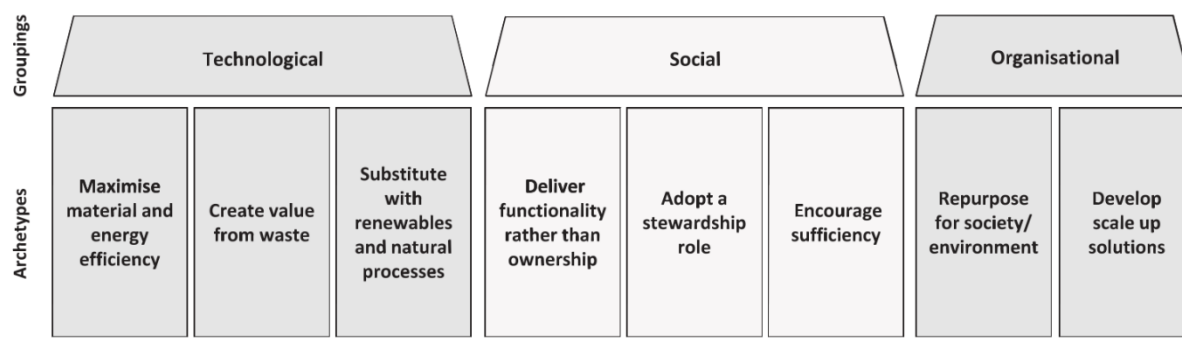 Groupings
Technological
Social
Organisational
Archetypes
Maximise
material and
energy
efficiency
Create value
from waste
Substitute
with
renewables
and natural
processes
Deliver
functionality
rather than
ownership
Adopt a
stewardship
role
Encourage
sufficiency
Repurpose
for society/
environment
Develop
scale up
solutions